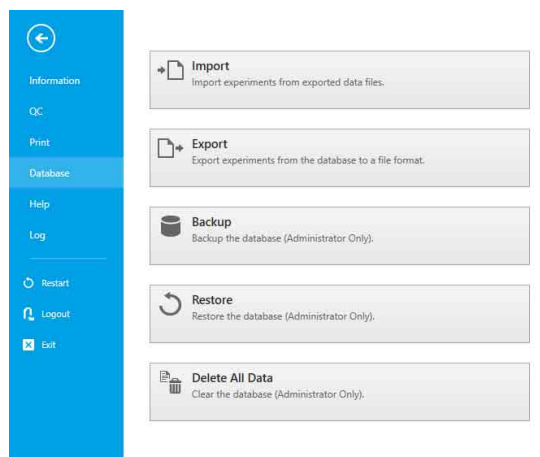 Information
QC
Print
Database
Help
Log
Restart
Logout
Exit
Import
Import experiments from exported data files.
Export
Export experiments from the database to a file format.
Backup
Backup the database (Administrator Only).
Restore
Restore the database (Administrator Only).
Delete All Data
Clear the database (Administrator Only).